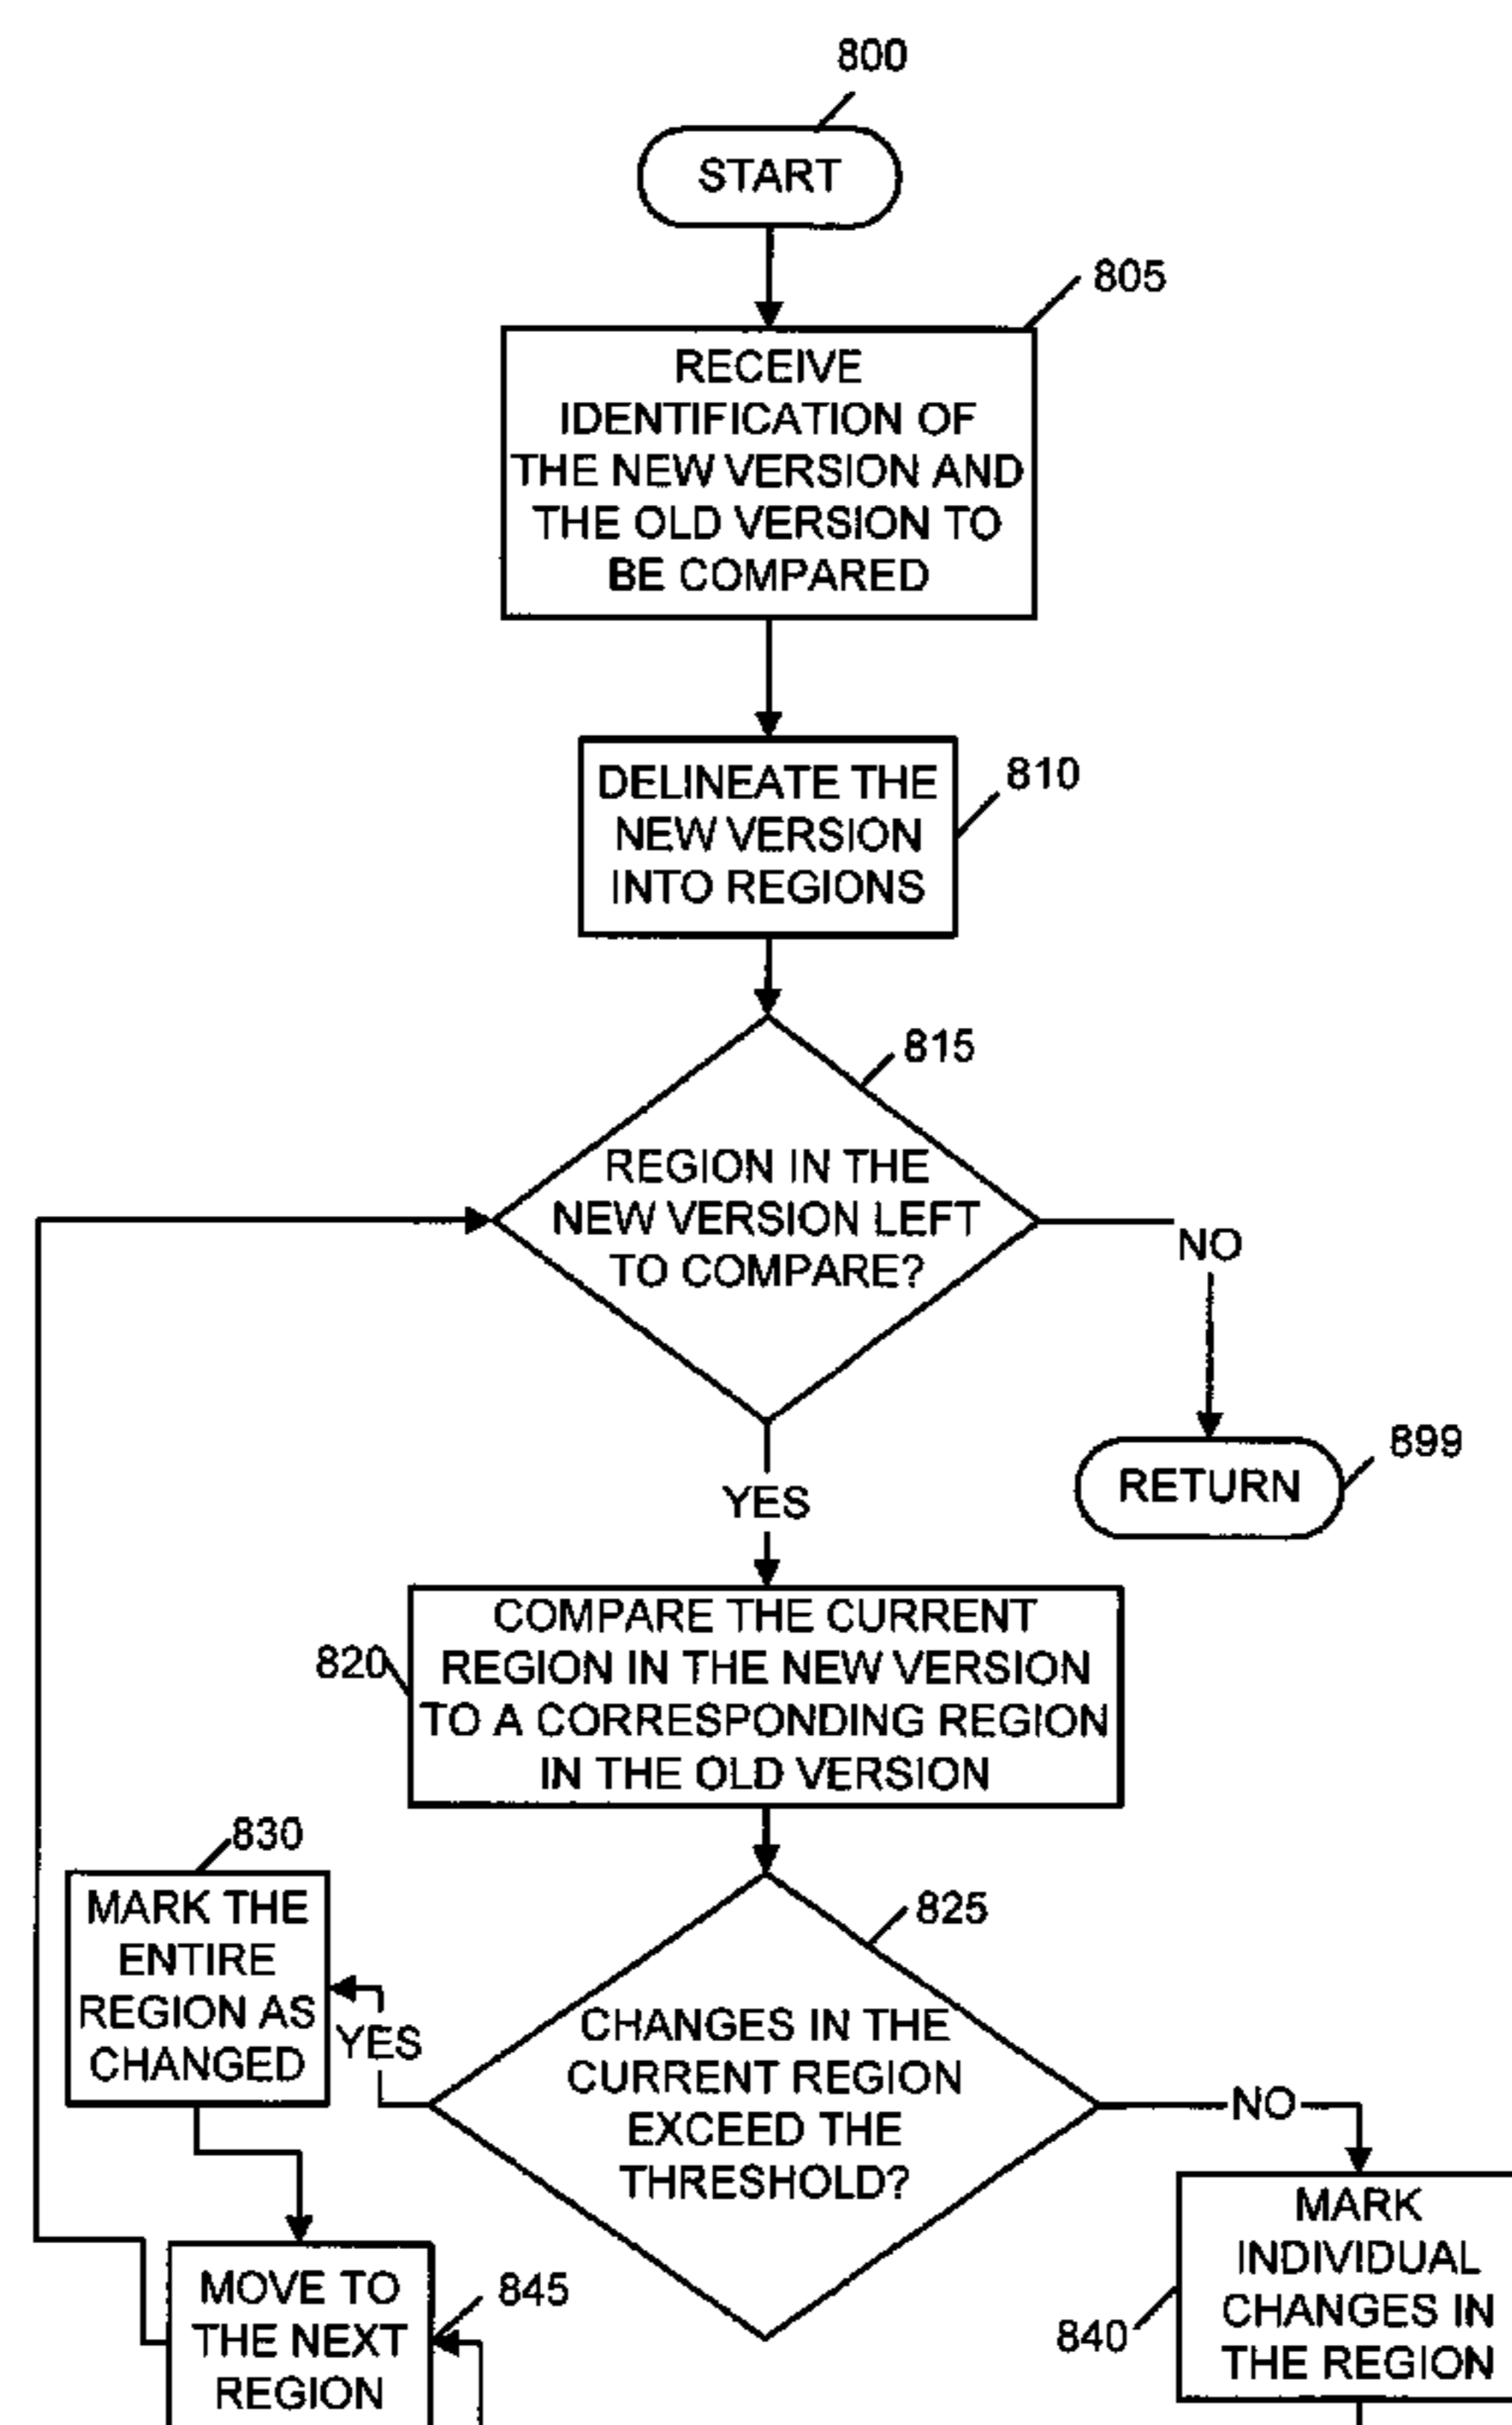 800
START
805
RECEIVE
IDENTIFICATION OF
THE NEW VERSION AND
THE OLD VERSION TO
BE COMPARED
810
DELINEATE THE
NEW VERSION
INTO REGIONS
815
REGION IN THE
NEW VERSION LEFT
TO COMPARE?
NO
899
RETURN
YES
820
COMPARE THE CURRENT
REGION IN THE NEW VERSION
TO A CORRESPONDING REGION
IN THE OLD VERSION
830
MARK THE
ENTIRE
REGION AS
CHANGED
YES
825
CHANGES IN THE
CURRENT REGION
EXCEED THE
THRESHOLD?
NO
MARK
INDIVIDUAL
CHANGES IN
THE REGION
840
845
MOVE TO
THE NEXT
REGION